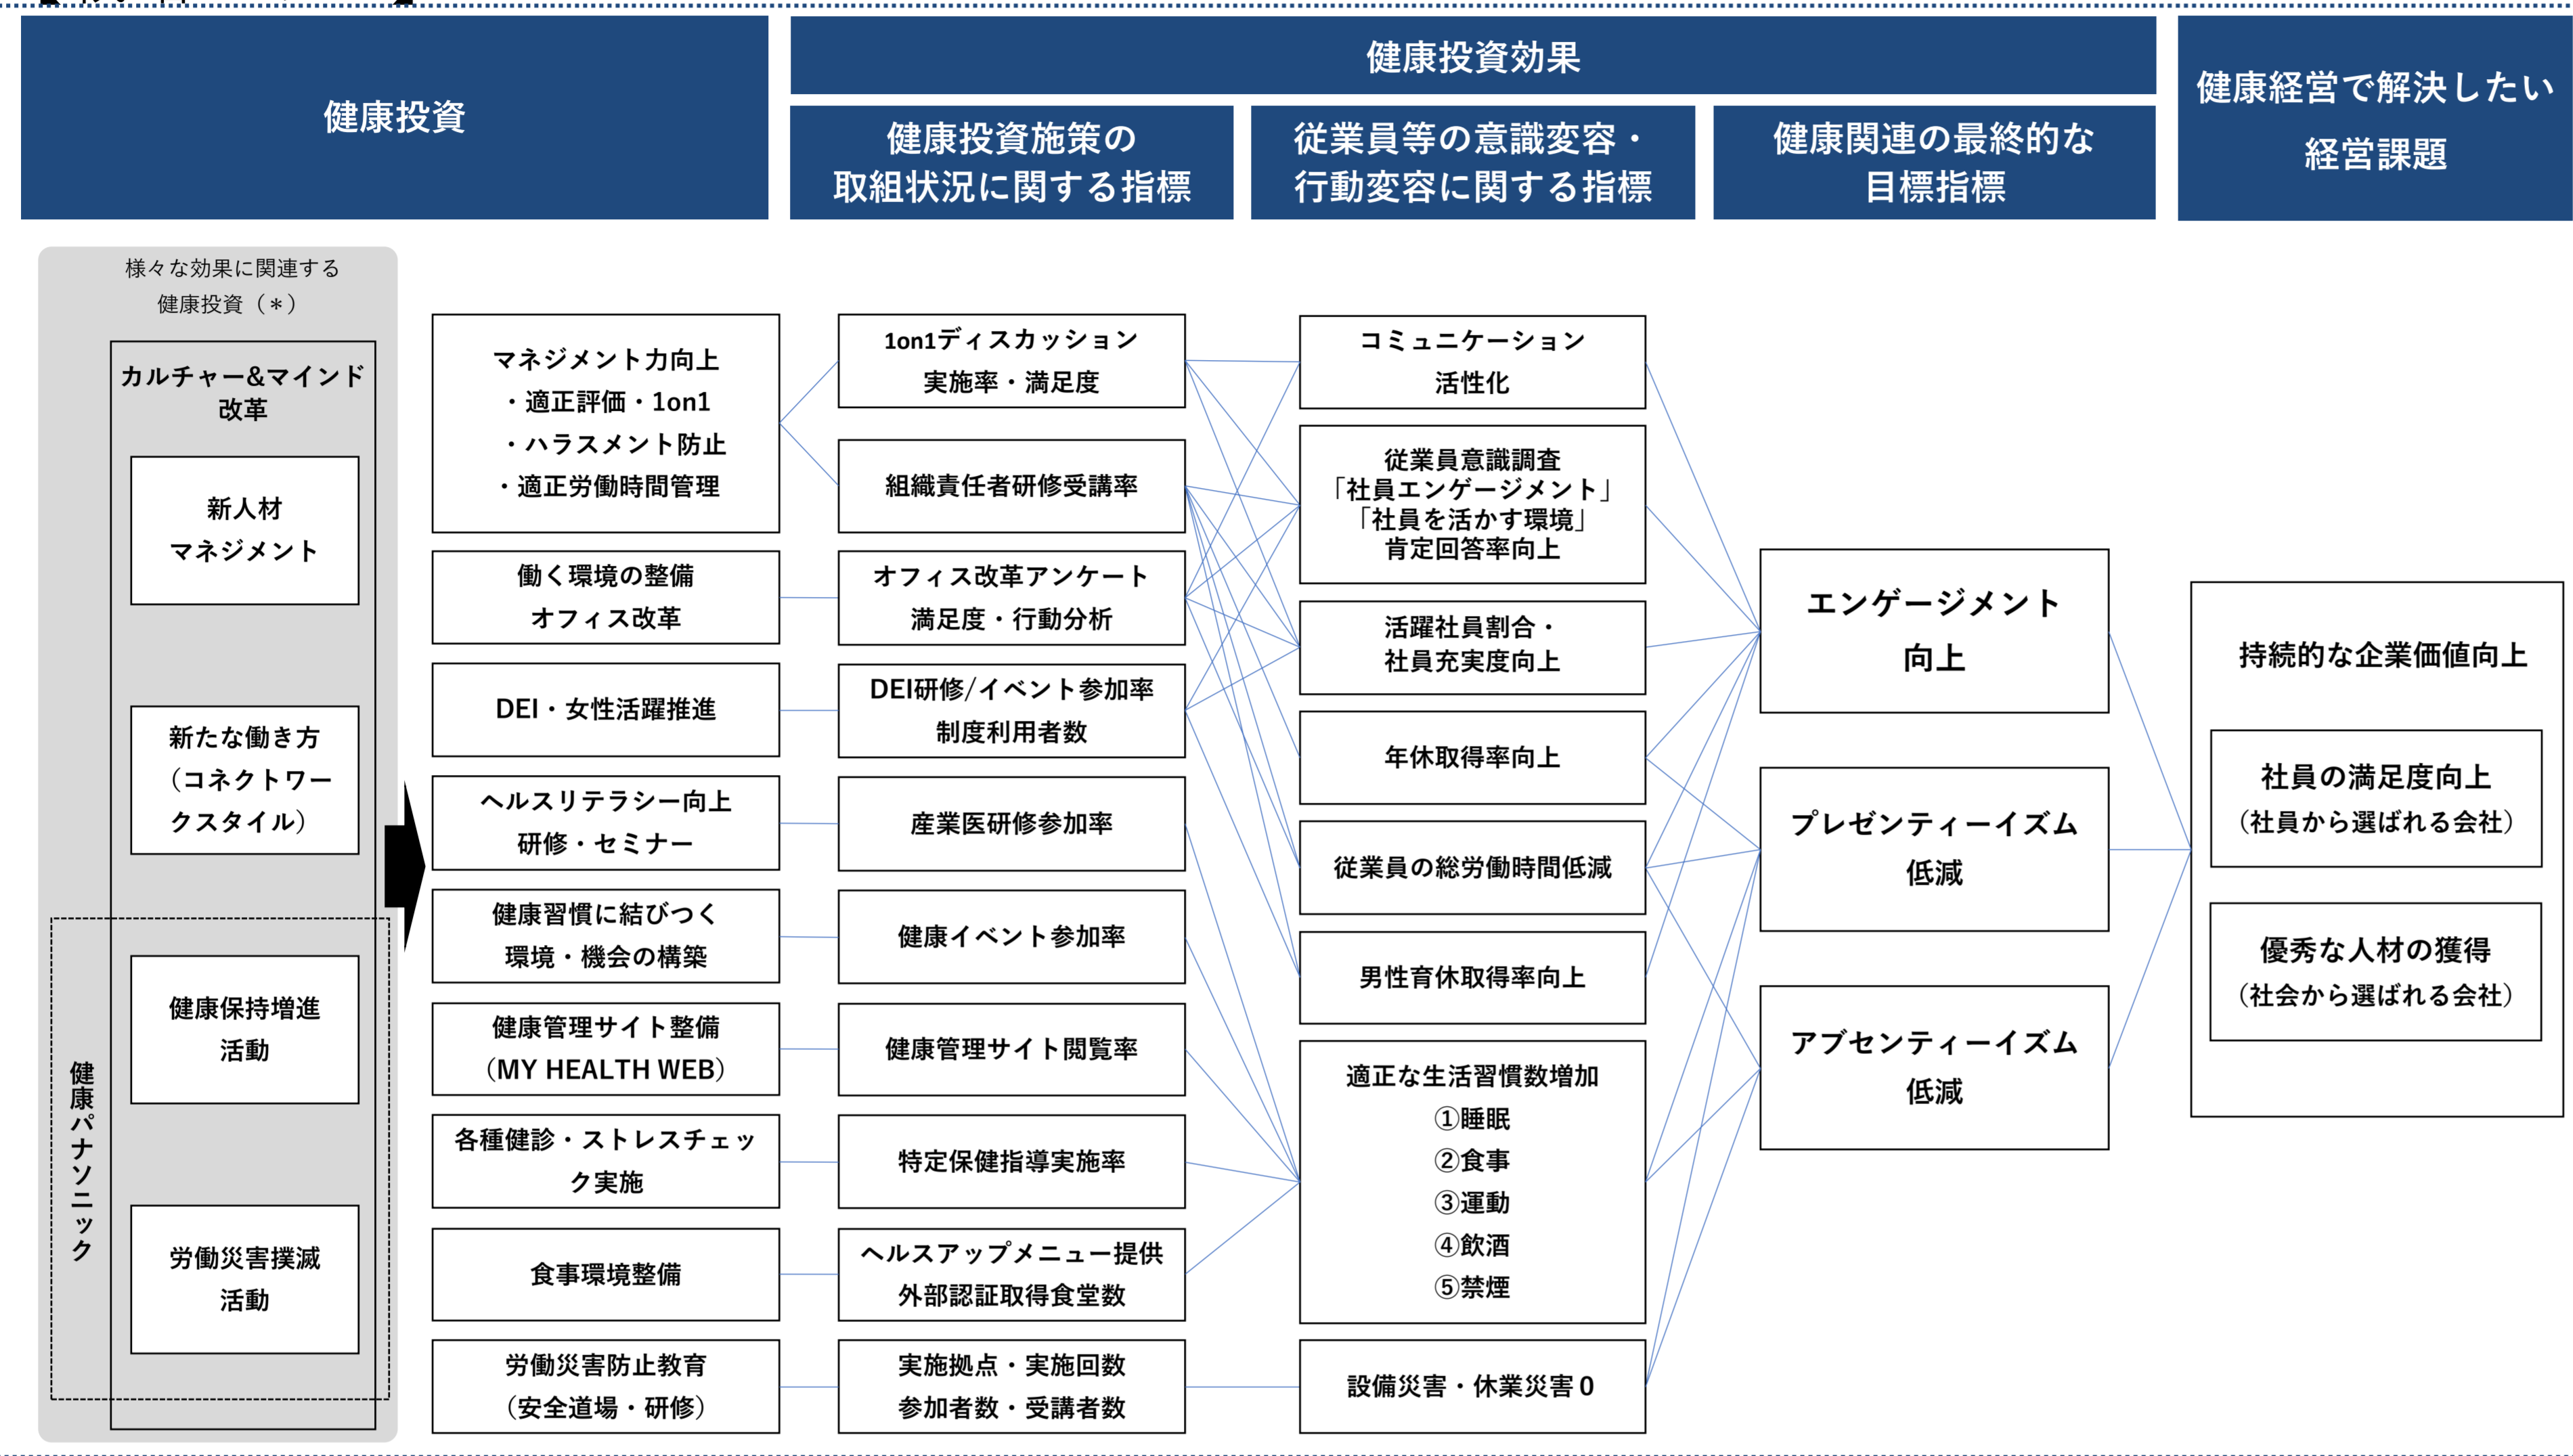 健康投資
健康投資効果
健康投資施策の
取組状況に関する指標
従業員等の意識変容・
行動変容に関する指標
健康関連の最終的な
目標指標
健康経営で解決したい
経営課題
様々な効果に関連する
健康投資（＊）
カルチャー&マインド
改革
新人材
マネジメント
新たな働き方
（コネクトワー
クスタイル）
健康パナソニック
健康保持増進
活動
労働災害撲滅
活動
マネジメント力向上
・適正評価・1on1
・ハラスメント防止
・適正労働時間管理
働く環境の整備
オフィス改革
DEI・女性活躍推進
ヘルスリテラシー向上
研修・セミナー
健康習慣に結びつく
環境・機会の構築
健康管理サイト整備
（MY HEALTH WEB）
各種健診・ストレスチェッ
ク実施
食事環境整備
労働災害防止教育
（安全道場・研修）
1on1ディスカッション
実施率・満足度
組織責任者研修受講率
オフィス改革アンケート
満足度・行動分析
DEI研修/イベント参加率
制度利用者数
産業医研修参加率
健康イベント参加率
健康管理サイト閲覧率
特定保健指導実施率
ヘルスアップメニュー提供
外部認証取得食堂数
実施拠点・実施回数
参加者数・受講者数
コミュニケーション
活性化
従業員意識調査
「社員エンゲージメント」
「社員を活かす環境」
肯定回答率向上
活躍社員割合・
社員充実度向上
年休取得率向上
従業員の総労働時間低減
男性育休取得率向上
適正な生活習慣数増加
①睡眠
②食事
③運動
④飲酒
⑤禁煙
設備災害・休業災害０
エンゲージメント
向上
プレゼンティーイズム
低減
アブセンティーイズム
低減
持続的な企業価値向上
社員の満足度向上
（社員から選ばれる会社）
優秀な人材の獲得
（社会から選ばれる会社）